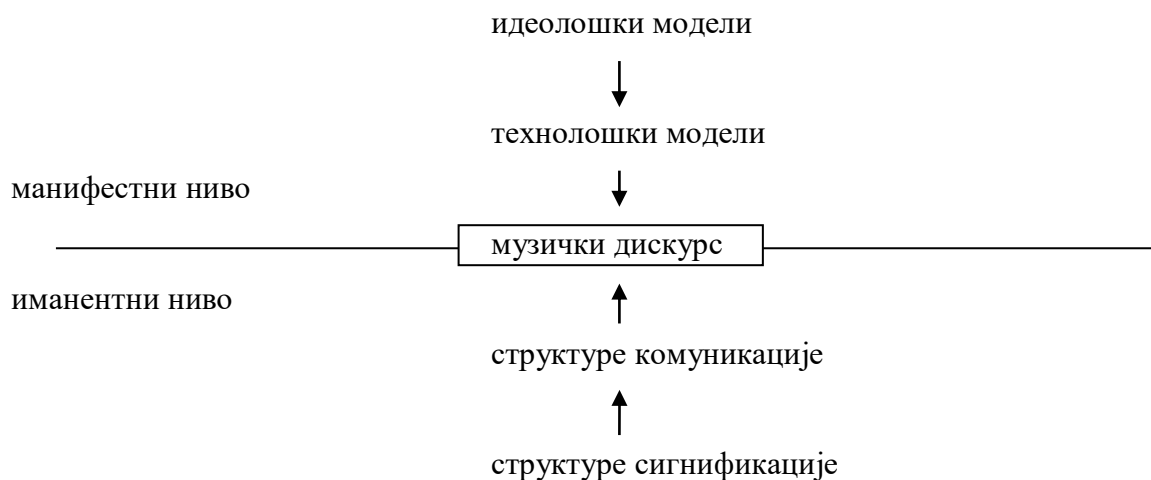 идеолошки модели
технолошки модели
манифестни ниво
музички дискурс
иманентни ниво
структуре комуникације
структуре сигнификације